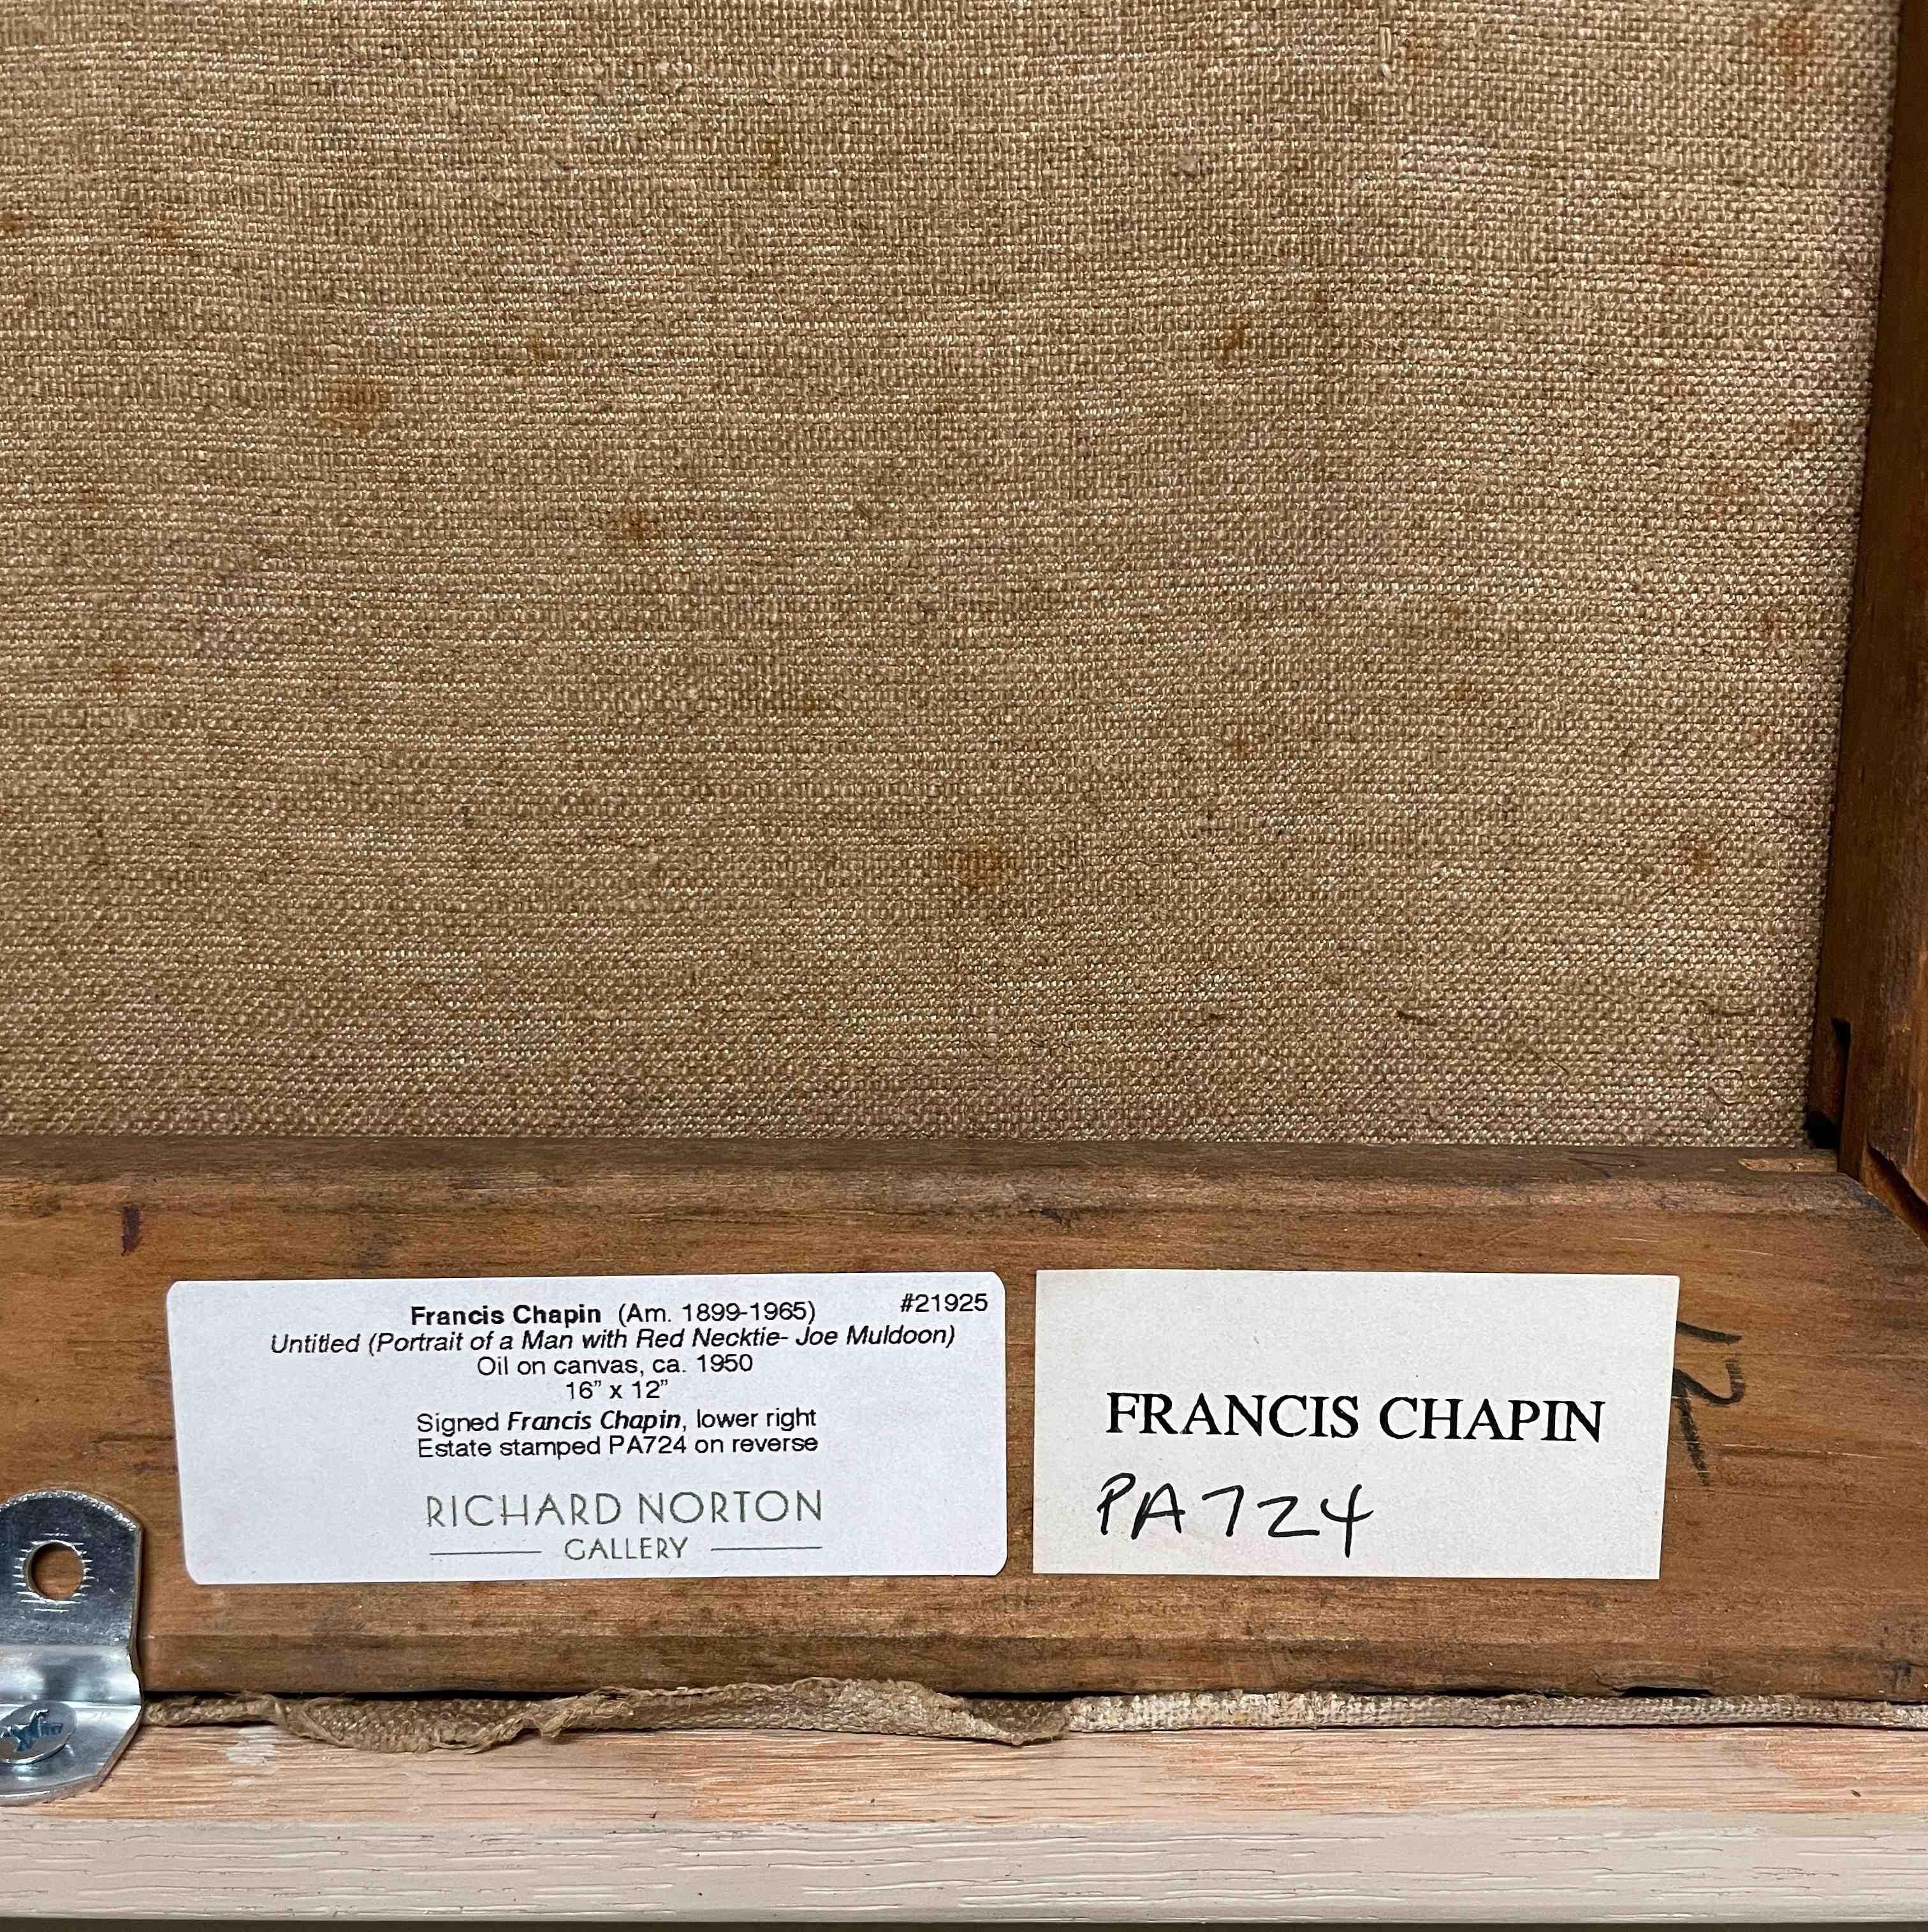 Francis Chapin (Am. 1899-1965) #21925
Untitled (Portrait of a Man with Red Necktie- Joe Muldoon)
Oil on canvas, ca. 1950
16” x 12”
Signed Francis Chapin, lower right
Estate stamped PA724 on reverse
RICHARD NORTON
GALLERY
FRANCIS CHAPIN
PA724
12